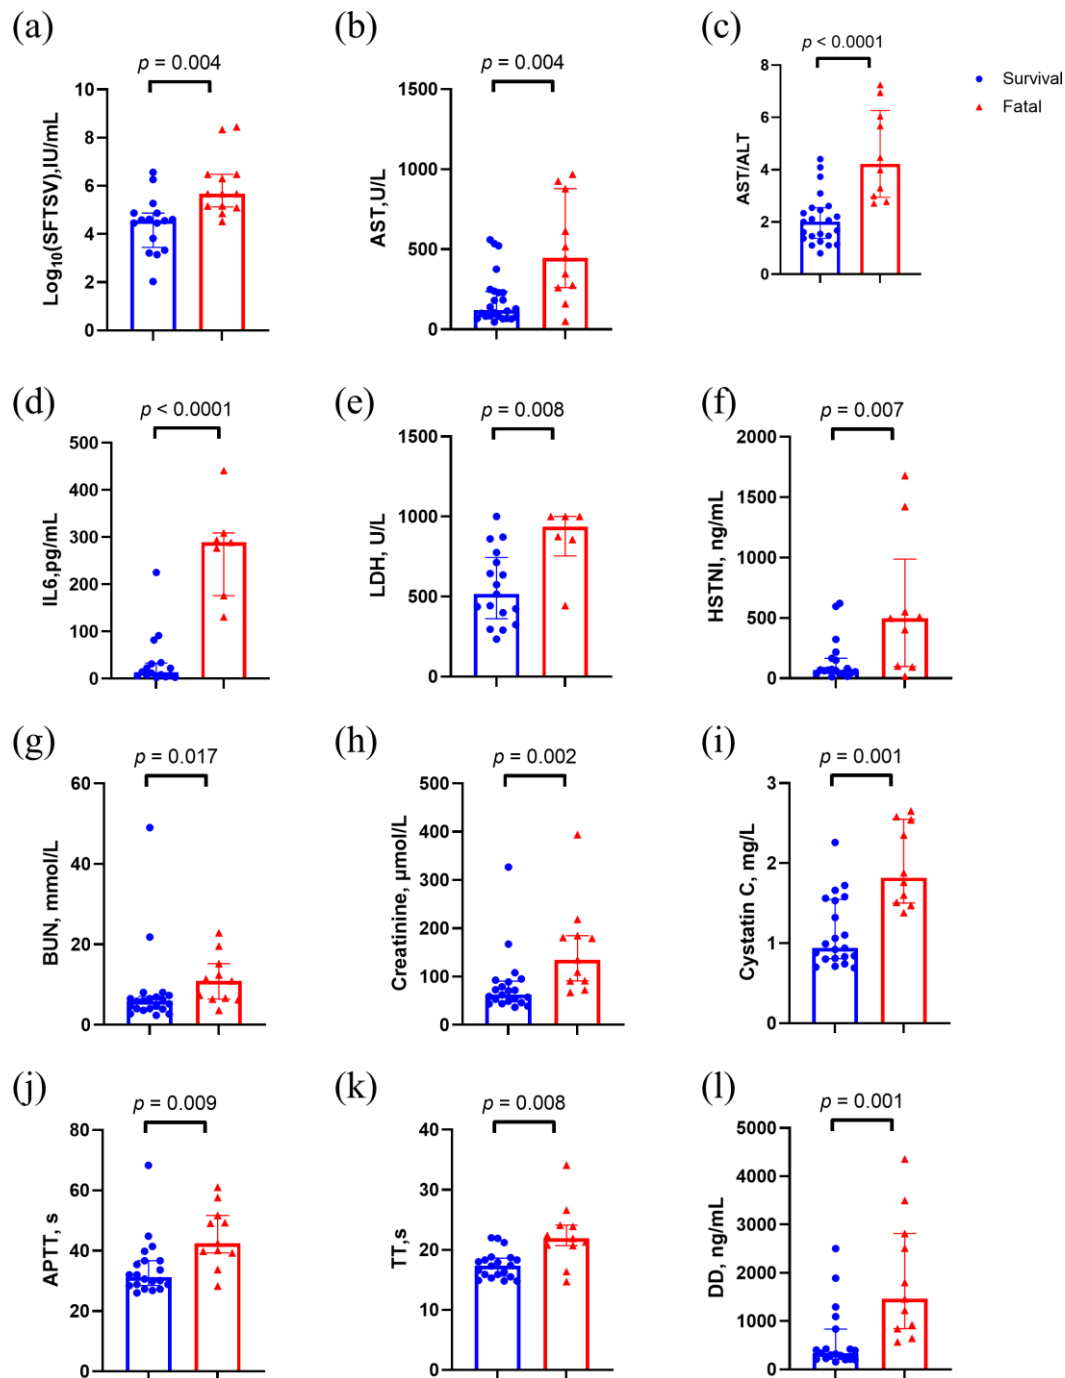 (a)
p = 0.004
Log₁₀(SFTSV),IU/mL
10
8
6
4
2
0
(b)
p = 0.004
AST,U/L
1500
1000
500
0
(c)
p < 0.0001
AST/ALT
8
6
4
2
0
Survival
Fatal
(d)
p < 0.0001
IL6,pg/mL
500
400
300
200
100
0
(e)
p = 0.008
LDH, U/L
1500
1000
500
0
(f)
p = 0.007
HSTNI, ng/mL
2000
1500
1000
500
0
(g)
p = 0.017
BUN, mmol/L
60
40
20
0
(h)
p = 0.002
Creatinine, μmol/L
500
400
300
200
100
0
(i)
p = 0.001
Cystatin C, mg/L
3
2
1
0
(j)
p = 0.009
APTT, s
80
60
40
20
0
(k)
p = 0.008
TT,s
40
30
20
10
0
(l)
p = 0.001
DD, ng/mL
5000
4000
3000
2000
1000
0